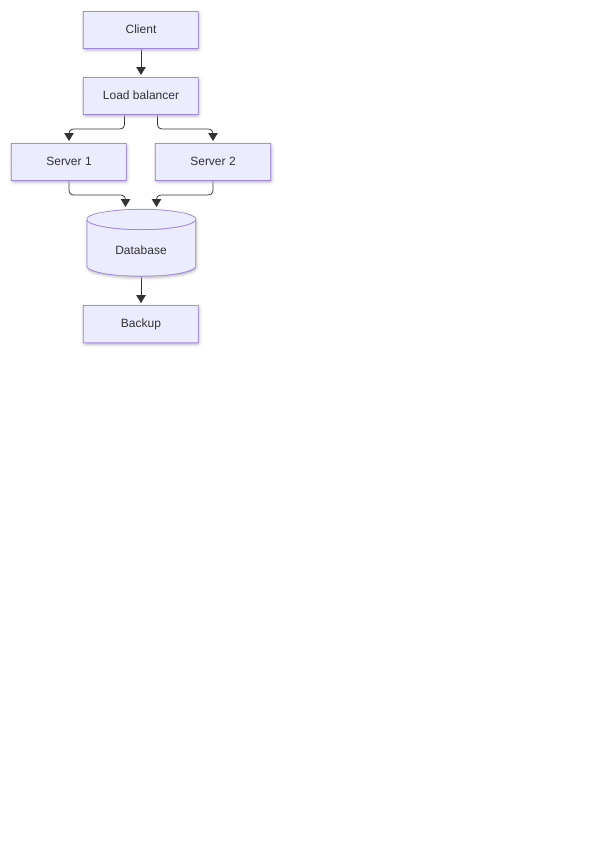 Client
Load balancer
Server 1
Server 2
Database
Backup